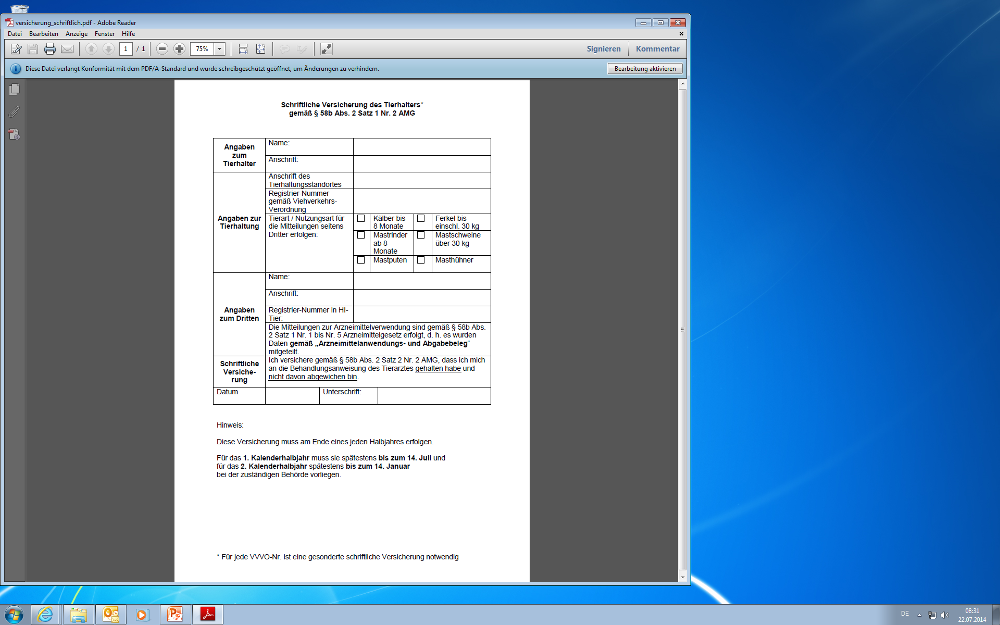 versicherung_schriftlich.pdf - Adobe Reader
Datei Bearbeiten Anzeige Fenster Hilfe
1 / 1 75% Signieren Kommentar
Diese Datei verlangt Konformität mit dem PDF/A-Standard und wurde schreibgeschützt geöffnet, um Änderungen zu verhindern. Bearbeitung aktivieren
Schriftliche Versicherung des Tierhalters*
gemäß § 58b Abs. 2 Satz 1 Nr. 2 AMG
Angaben
zum
Tierhalter
Name:
Anschrift:
Angaben zur
Tierhaltung
Anschrift des
Tierhaltungsstandortes
Registrier-Nummer
gemäß Viehverkehrs-
Verordnung
Tierart / Nutzungsart für
die Mitteilungen seitens
Dritter erfolgen:
Kälber bis
8 Monate
Ferkel bis
einschl. 30 kg
Mastrinder
ab 8
Monate
Mastschweine
über 30 kg
Mastputen
Masthühner
Angaben
zum Dritten
Name:
Anschrift:
Registrier-Nummer in HI-
Tier:
Die Mitteilungen zur Arzneimittelverwendung sind gemäß § 58b Abs.
2 Satz 1 Nr. 1 bis Nr. 5 Arzneimittelgesetz erfolgt, d. h. es wurden
Daten gemäß „Arzneimittelanwendungs- und Abgabebeleg“
mitgeteilt.
Schriftliche
Versiche-
rung
Ich versichere gemäß § 58b Abs. 2 Satz 2 Nr. 2 AMG, dass ich mich
an die Behandlungsanweisung des Tierarztes gehalten habe und
nicht davon abgewichen bin.
Datum Unterschrift:
Hinweis:
Diese Versicherung muss am Ende eines jeden Halbjahres erfolgen.
Für das 1. Kalenderhalbjahr muss sie spätestens bis zum 14. Juli und
für das 2. Kalenderhalbjahr spätestens bis zum 14. Januar
bei der zuständigen Behörde vorliegen.
* Für jede VVVO-Nr. ist eine gesonderte schriftliche Versicherung notwendig
DE
08:31
22.07.2014